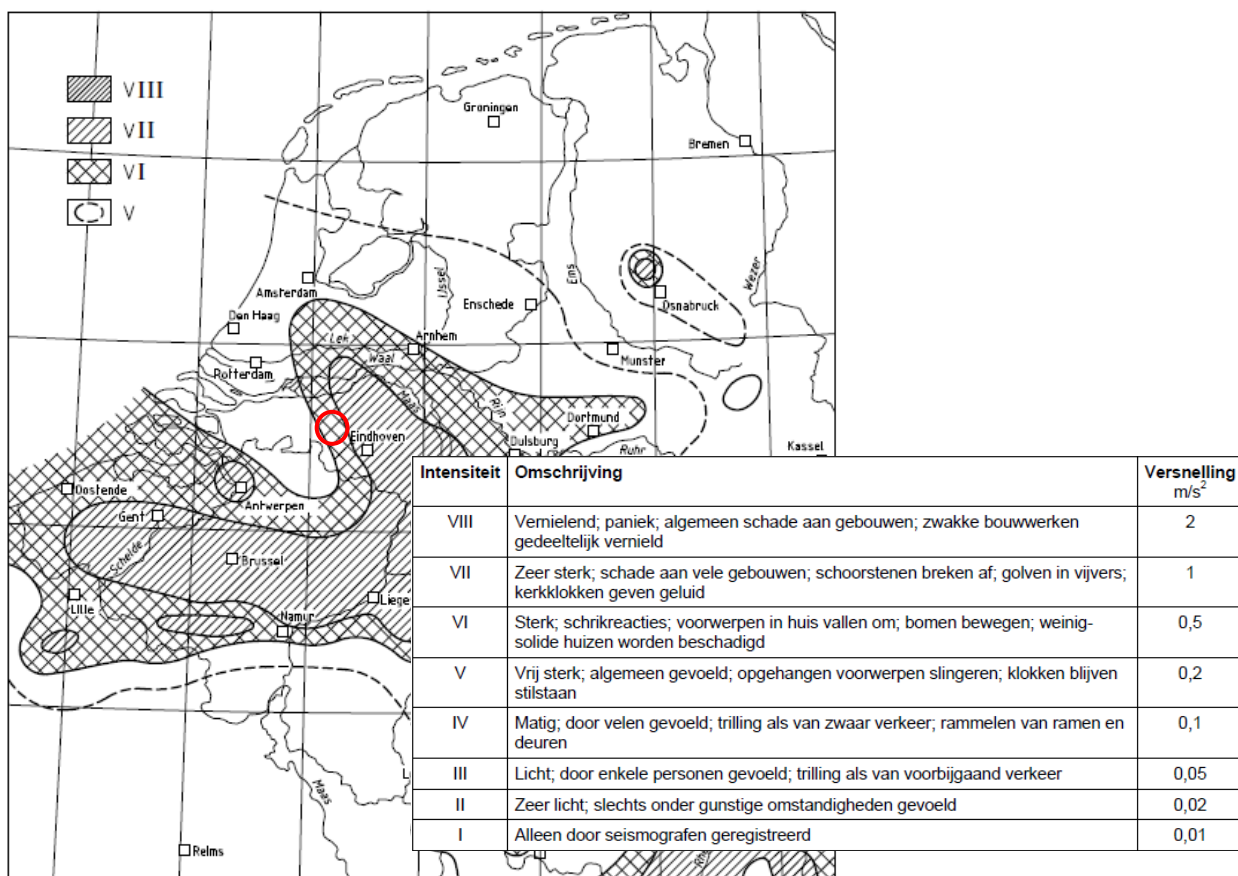 VIII
VII
VI
V
Groningen
Bremen
Amsterdam
Den Haag
Rotterdam
Lek
Waal
Arnhem
IJssel
Enschede
Ems
Wezer
Osnabruck
Munster
Maas
Rijn
Dortmund
Duisburg
Ruhr
Kassel
Eindhoven
Oostende
Gent
Antwerpen
Schelde
Brussel
Lille
Namur
Liege
Maas
Relms
Intensiteit Omschrijving Versnelling
m/s²
VIII Vernielend; paniek; algemeen schade aan gebouwen; zwakke bouwwerken 2
gedeeltelijk vernield
VII Zeer sterk; schade aan vele gebouwen; schoorstenen breken af; golven in vijvers; 1
kerkklokken geven geluid
VI Sterk; schrikreacties; voorwerpen in huis vallen om; bomen bewegen; weinig- 0,5
solide huizen worden beschadigd
V Vrij sterk; algemeen gevoeld; opgehangen voorwerpen slingeren; klokken blijven 0,2
stilstaan
IV Matig; door velen gevoeld; trilling als van zwaar verkeer; rammelen van ramen en 0,1
deuren
III Licht; door enkele personen gevoeld; trilling als van voorbijgaand verkeer 0,05
II Zeer licht; slechts onder gunstige omstandigheden gevoeld 0,02
I Alleen door seismografen geregistreerd 0,01